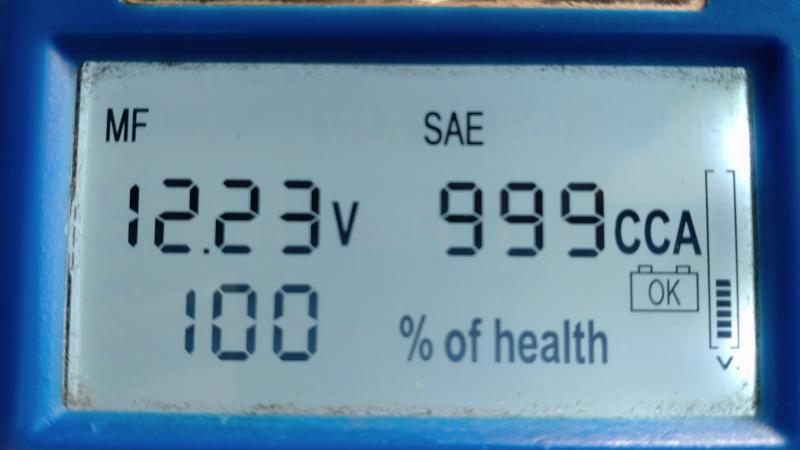 MF SAE
12.23V 999CCA
OK
100 % of health
V